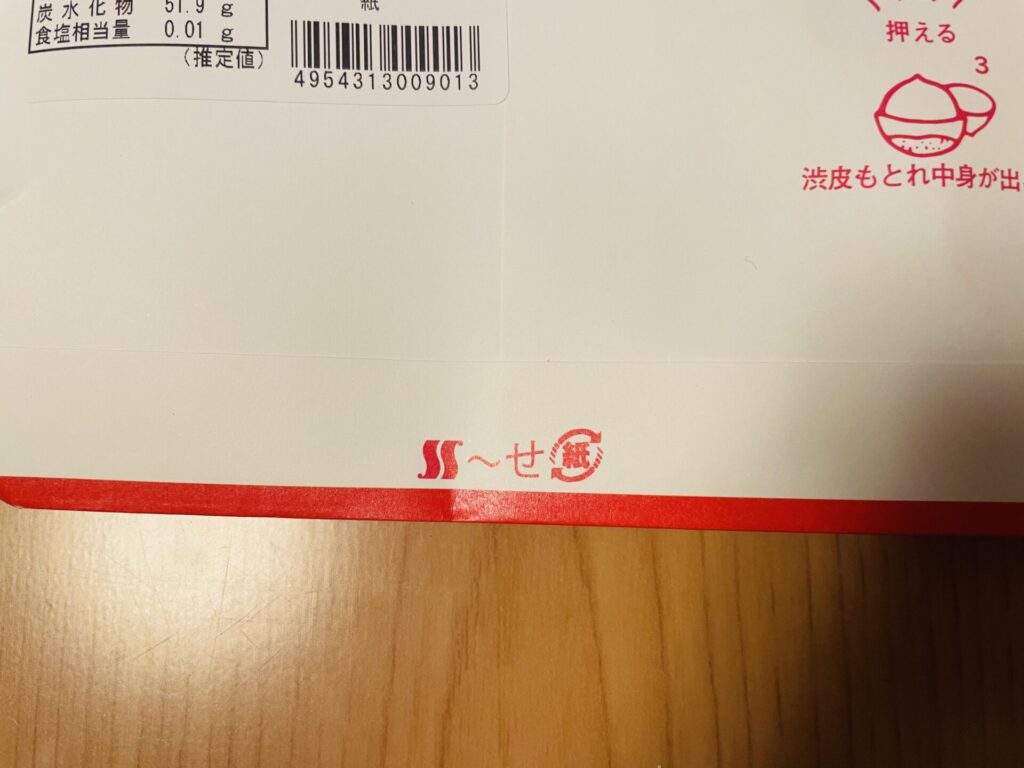 炭水化物 51.9 g
食塩相当量 0.01 g
(推定値)
紙
4954313009013
押える
3
渋皮もとれ中身が出
～せ 紙